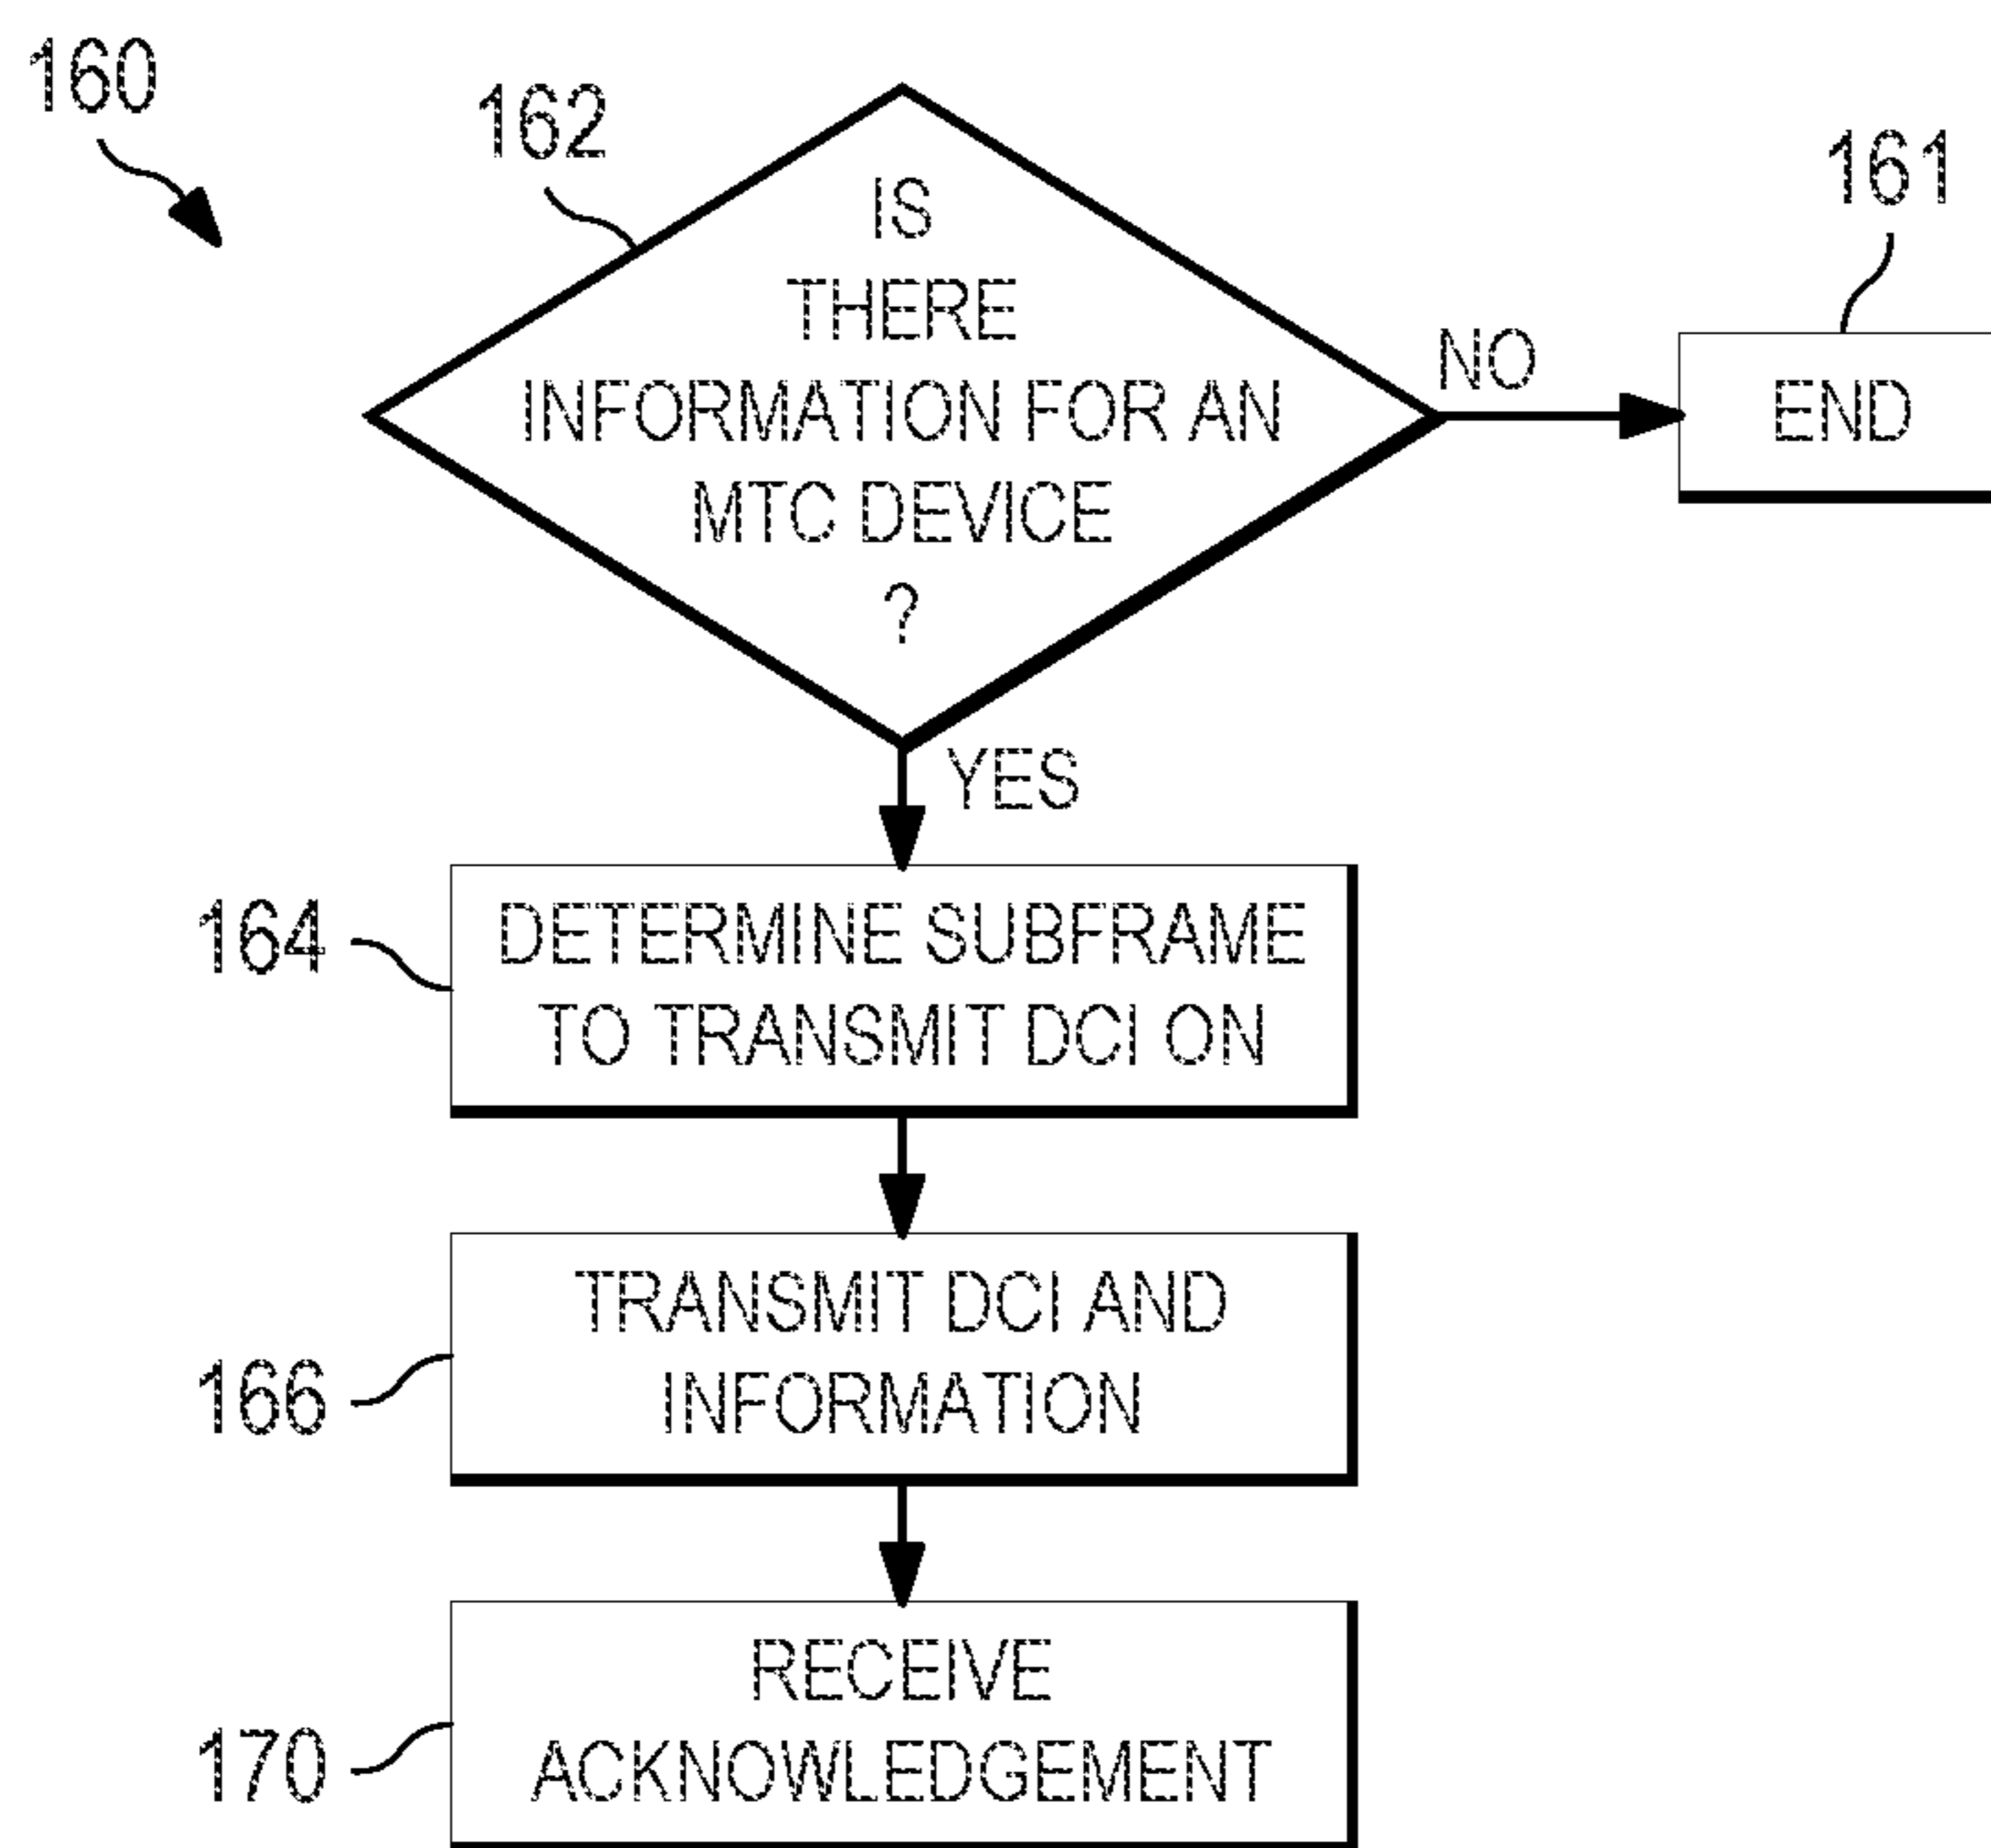 160
162
161
IS
THERE
INFORMATION FOR AN
MTC DEVICE
?
NO
END
YES
164
DETERMINE SUBFRAME
TO TRANSMIT DCI ON
166
TRANSMIT DCI AND
INFORMATION
170
RECEIVE
ACKNOWLEDGEMENT